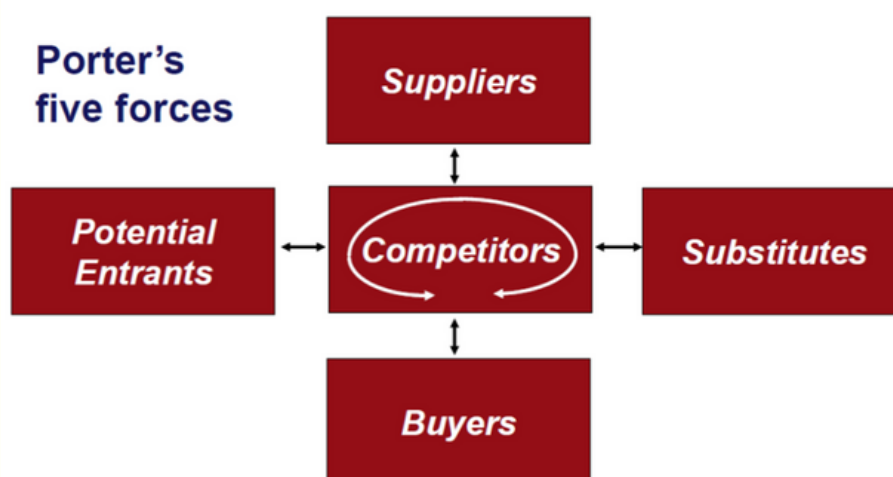 Porter’s
five forces
Suppliers
Potential
Entrants
Competitors
Substitutes
Buyers